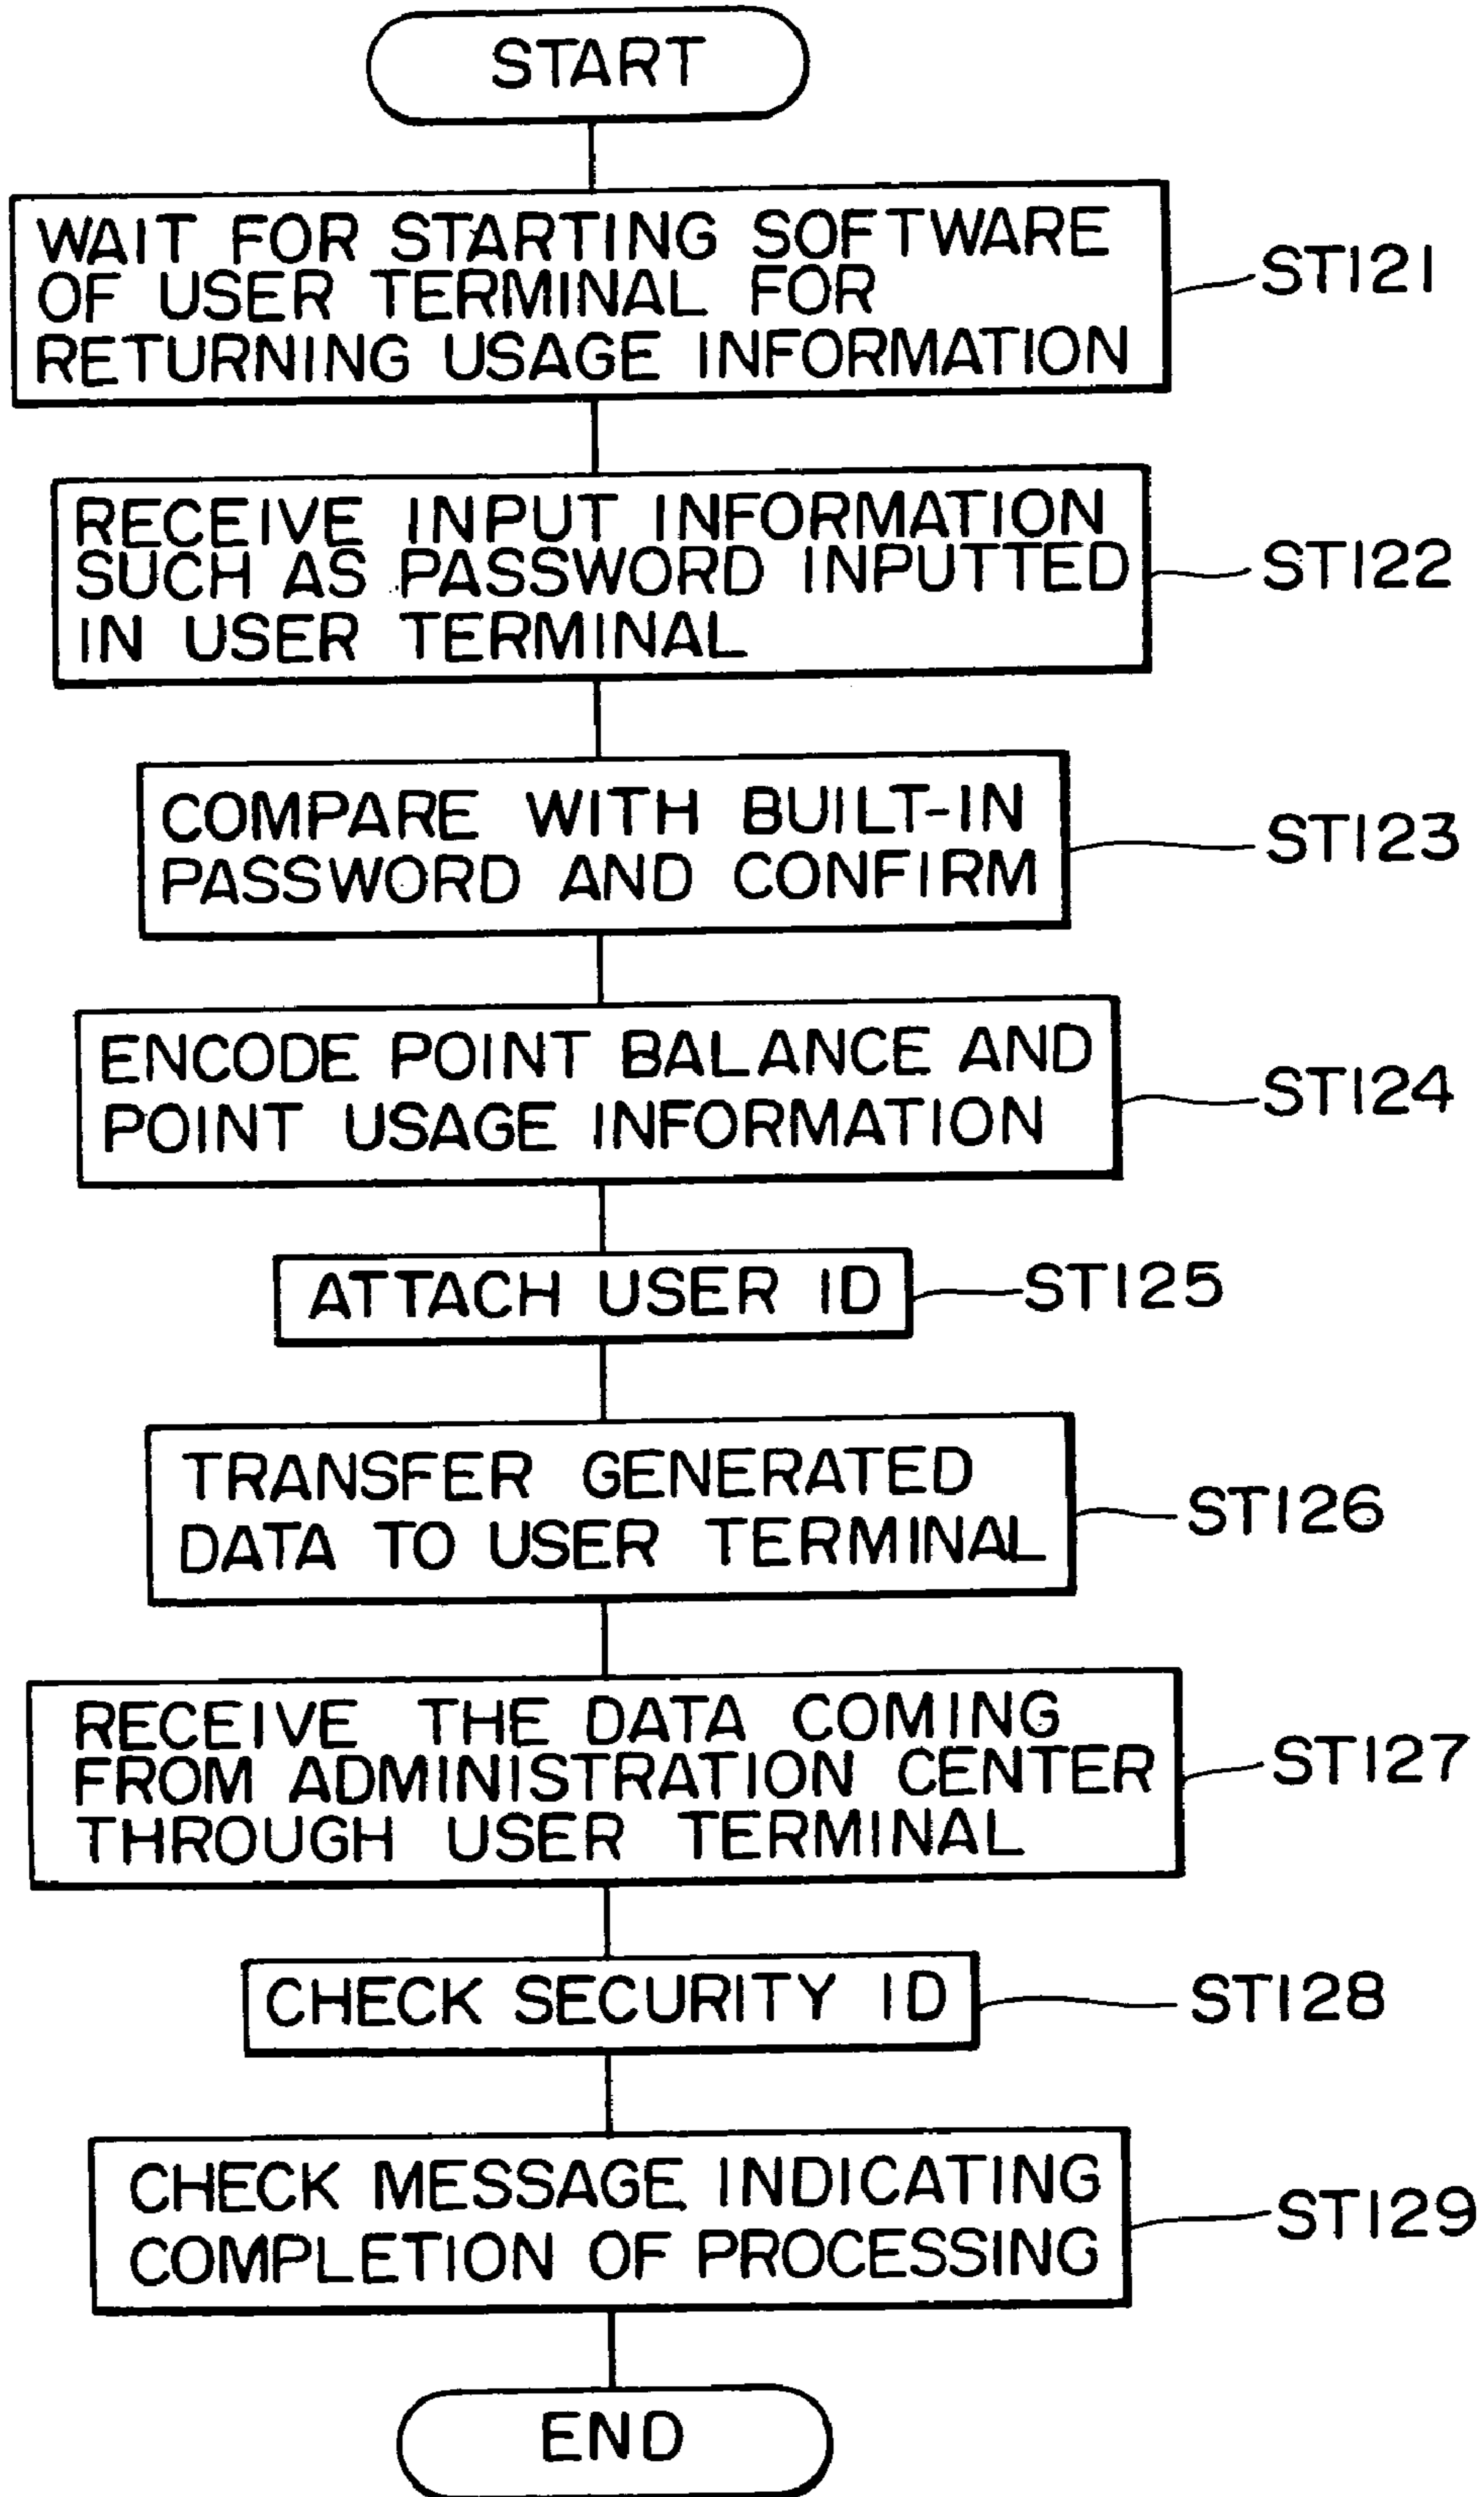 START
WAIT FOR STARTING SOFTWARE
OF USER TERMINAL FOR
RETURNING USAGE INFORMATION
ST121
RECEIVE INPUT INFORMATION
SUCH AS PASSWORD INPUTTED
IN USER TERMINAL
ST122
COMPARE WITH BUILT-IN
PASSWORD AND CONFIRM
ST123
ENCODE POINT BALANCE AND
POINT USAGE INFORMATION
ST124
ATTACH USER ID
ST125
TRANSFER GENERATED
DATA TO USER TERMINAL
ST126
RECEIVE THE DATA COMING
FROM ADMINISTRATION CENTER
THROUGH USER TERMINAL
ST127
CHECK SECURITY ID
ST128
CHECK MESSAGE INDICATING
COMPLETION OF PROCESSING
ST129
END